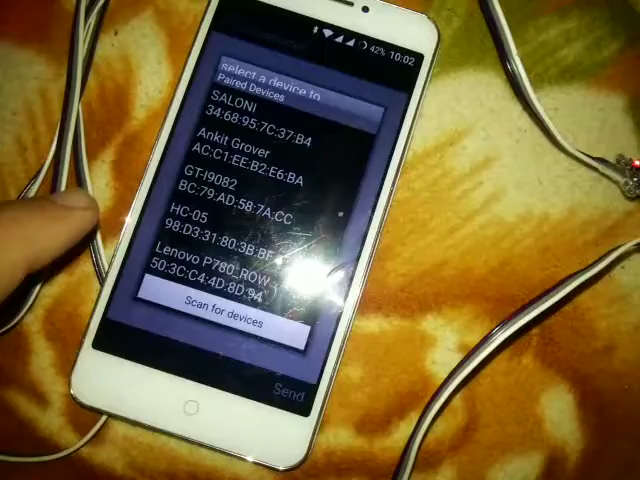 42% 10:02
select a device to
Paired Devices
SALONI
34:68:95:7C:37:B4
Ankit Grover
AC:C1:EE:B2:E6:BA
GT-I9082
BC:79:AD:58:7A:CC
HC-05
98:D3:31:80:3B:BF
Lenovo P780_ROW
50:3C:C4:4D:8D:94
Scan for devices
Send